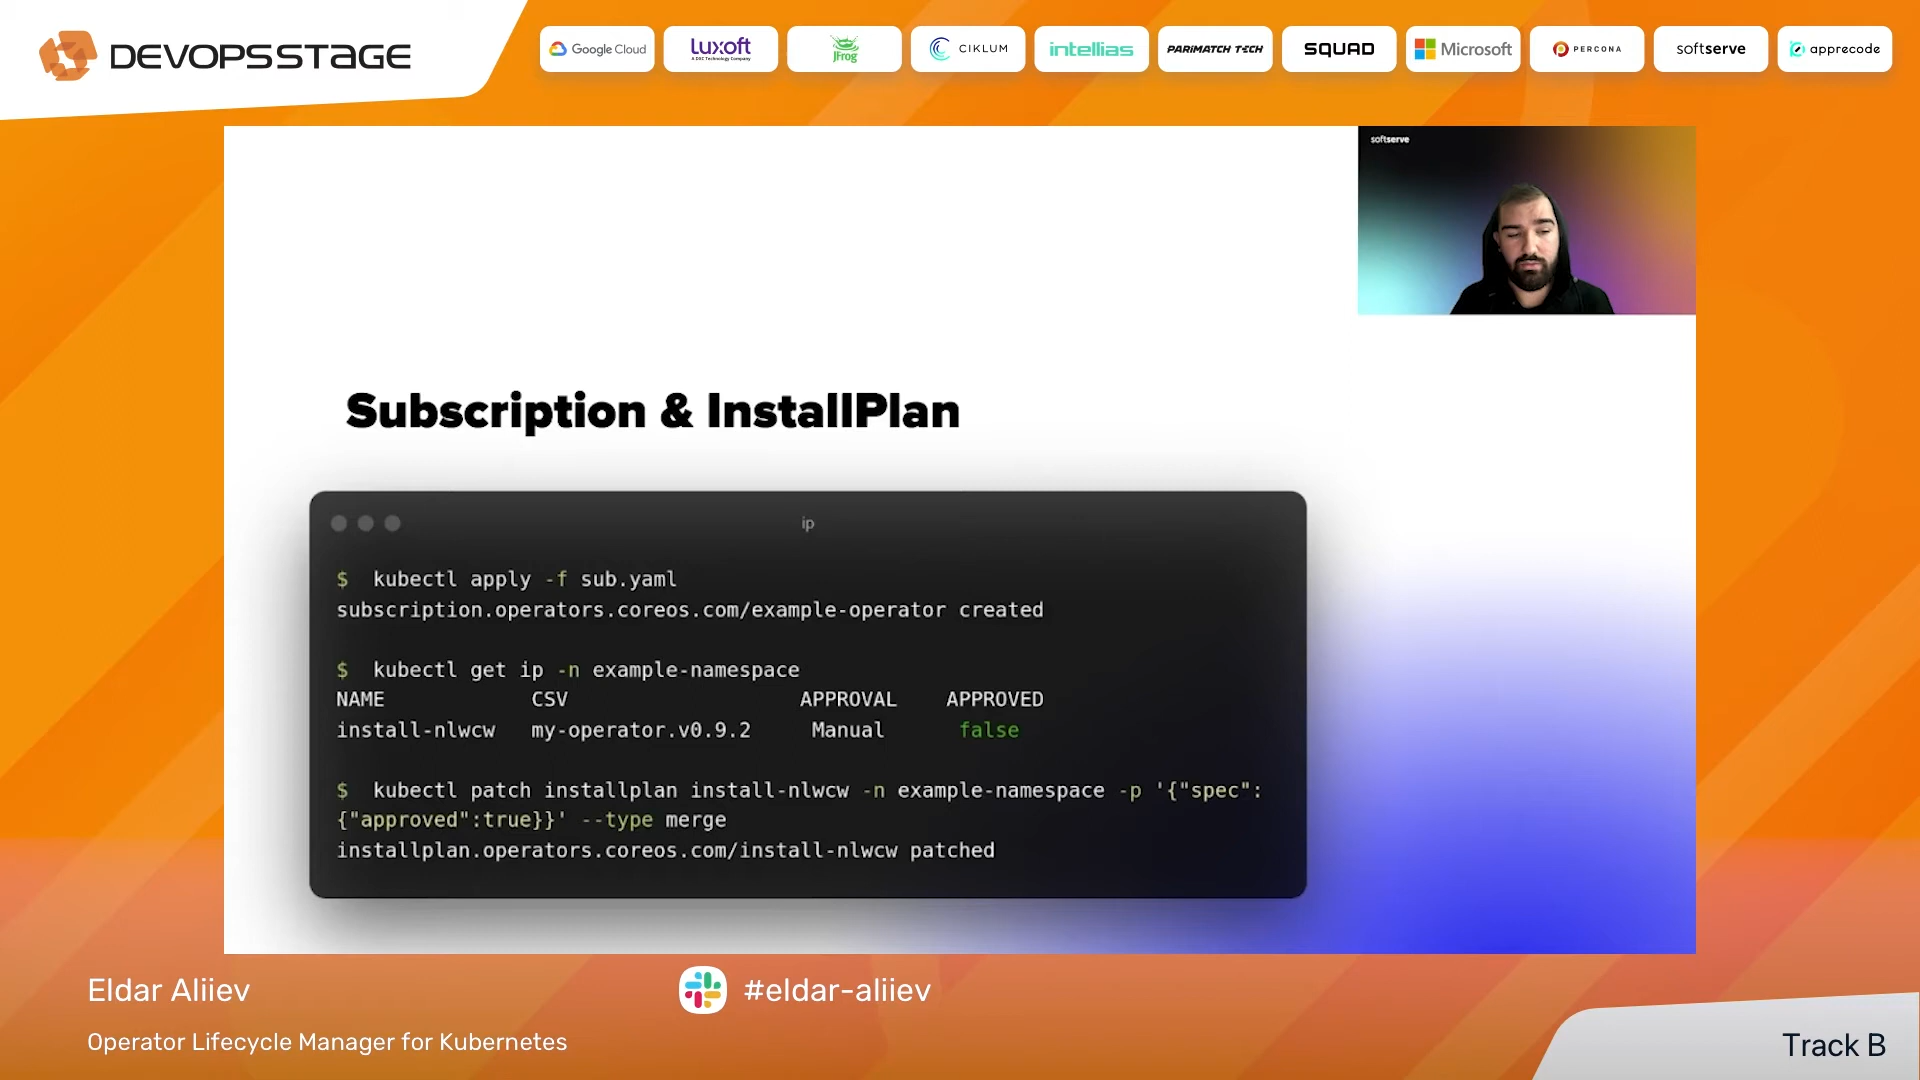 DEVOPSSTAGE
Google Cloud
luxoft
A DXC Technology Company
JFrog
CIKLUM
intellias
PARIMATCH TECH
SQUAD
Microsoft
PERCONA
softserve
apprecode
softserve
Subscription & InstallPlan
ip
$  kubectl apply -f sub.yaml
subscription.operators.coreos.com/example-operator created
$  kubectl get ip -n example-namespace
NAME            CSV                   APPROVAL    APPROVED
install-nlwcw   my-operator.v0.9.2     Manual      false
$  kubectl patch installplan install-nlwcw -n example-namespace -p '{"spec":
{"approved":true}}' --type merge
installplan.operators.coreos.com/install-nlwcw patched
Eldar Aliiev
#eldar-aliiev
Operator Lifecycle Manager for Kubernetes
Track B